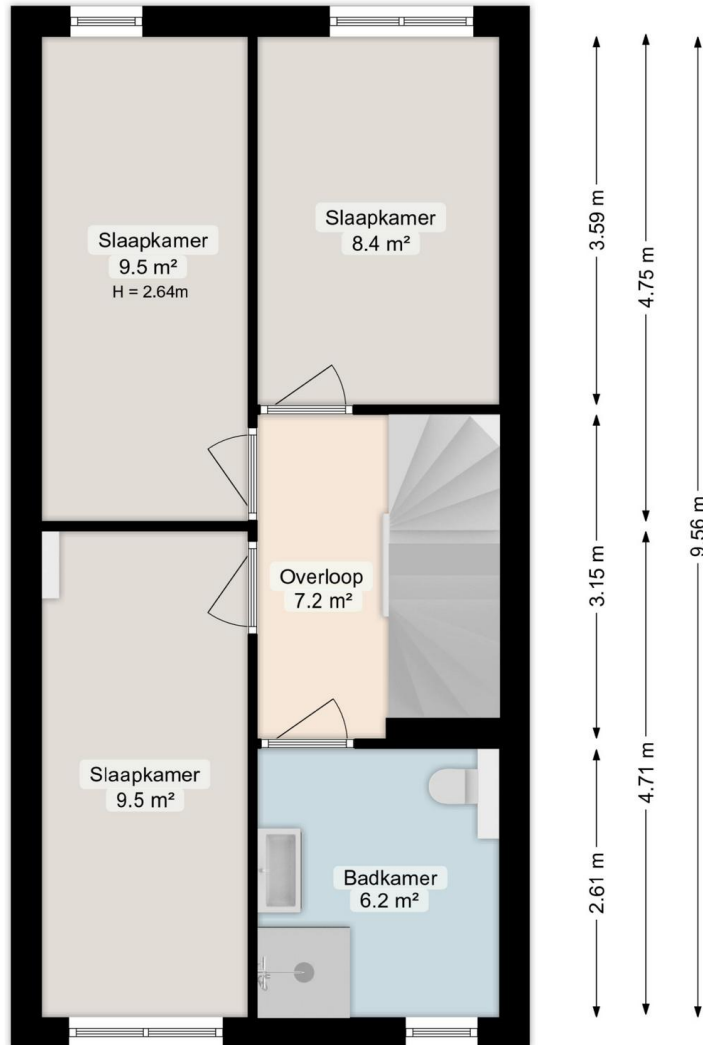 Slaapkamer
9.5 m²
H = 2.64m
Slaapkamer
8.4 m²
Overloop
7.2 m²
Slaapkamer
9.5 m²
Badkamer
6.2 m²
3.59 m
4.75 m
9.56 m
3.15 m
4.71 m
2.61 m